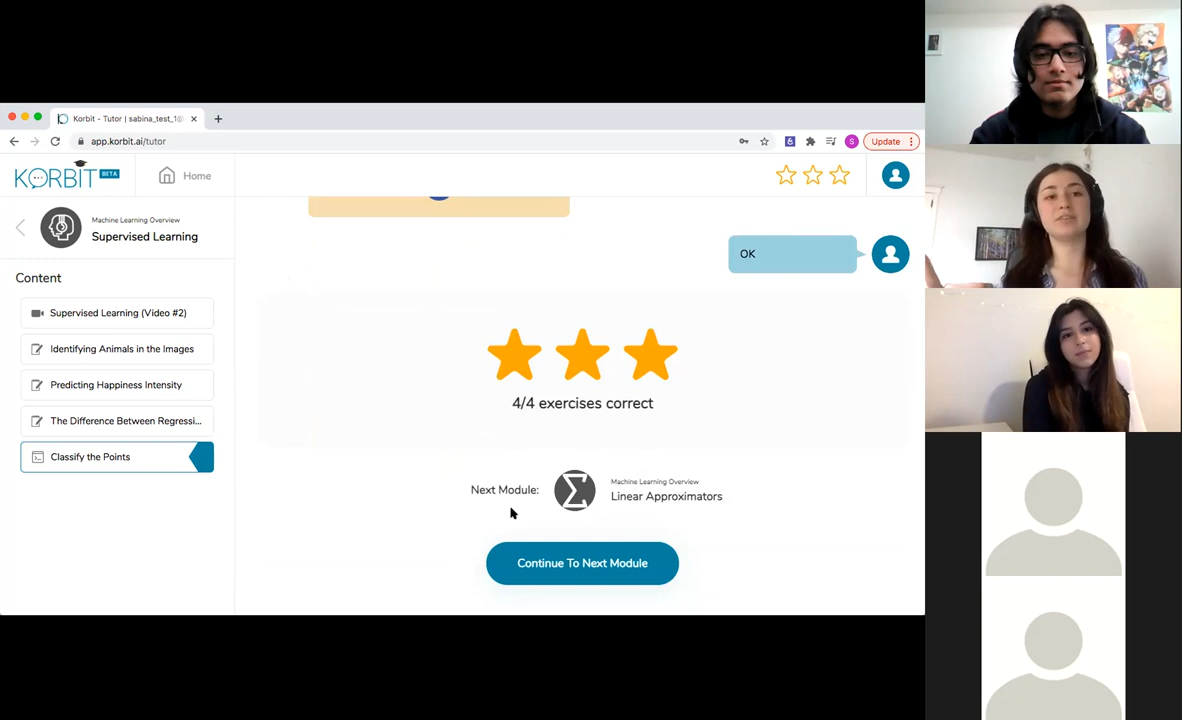 Korbit - Tutor | sabina_test_1@
app.korbit.ai/tutor
Update
KORBIT BETA
Home
Machine Learning Overview
Supervised Learning
Content
Supervised Learning (Video #2)
Identifying Animals in the Images
Predicting Happiness Intensity
The Difference Between Regressi...
Classify the Points
OK
4/4 exercises correct
Next Module:
Machine Learning Overview
Linear Approximators
Continue To Next Module